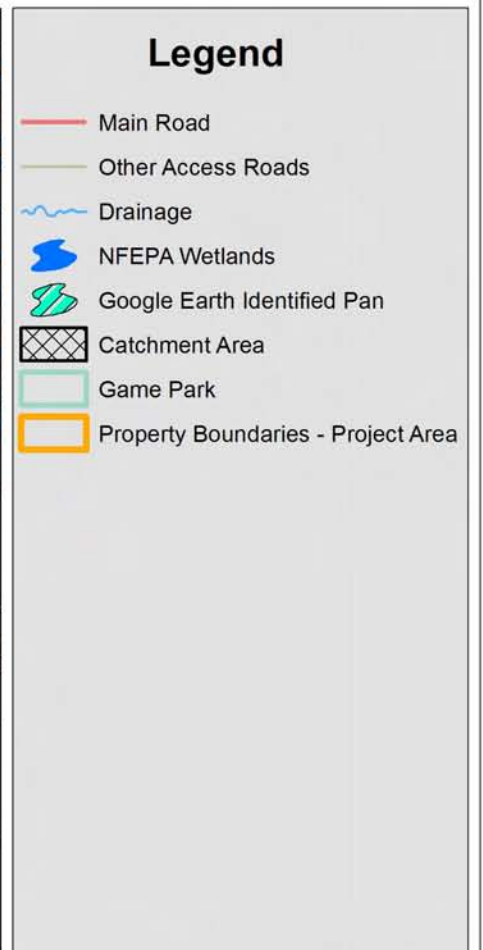 Legend
Main Road
Other Access Roads
Drainage
NFEPA Wetlands
Google Earth Identified Pan
Catchment Area
Game Park
Property Boundaries - Project Area